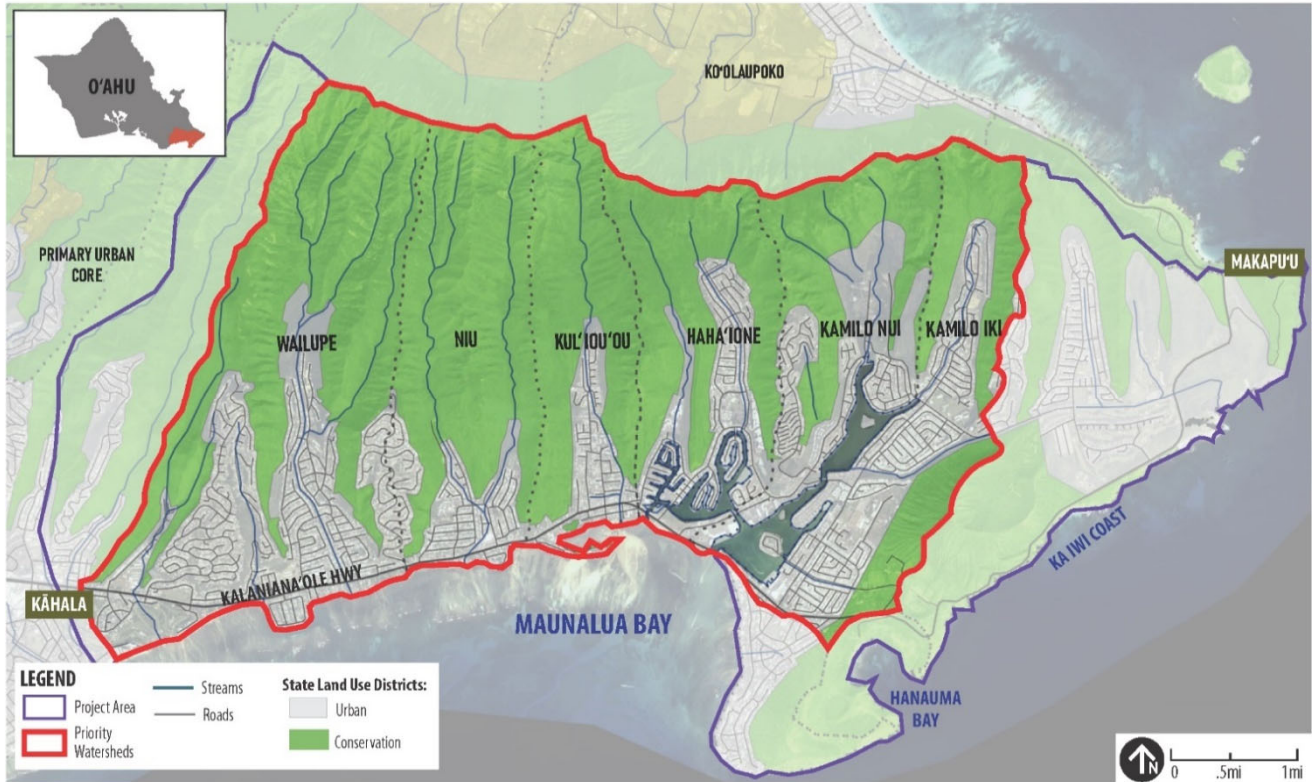 O‘AHU
KO‘OLAUPOKO
PRIMARY URBAN
CORE
MAKAPU‘U
WAILUPE
NIU
KUL‘IOU‘OU
HAHA‘IONE
KAMILO NUI
KAMILO IKI
KA IWI COAST
KALANIANA‘OLE HWY
KĀHALA
MAUNALUA BAY
HANAUMA
BAY
LEGEND
Project Area
Priority
Watersheds
Streams
Roads
State Land Use Districts:
Urban
Conservation
N
0 .5mi 1mi